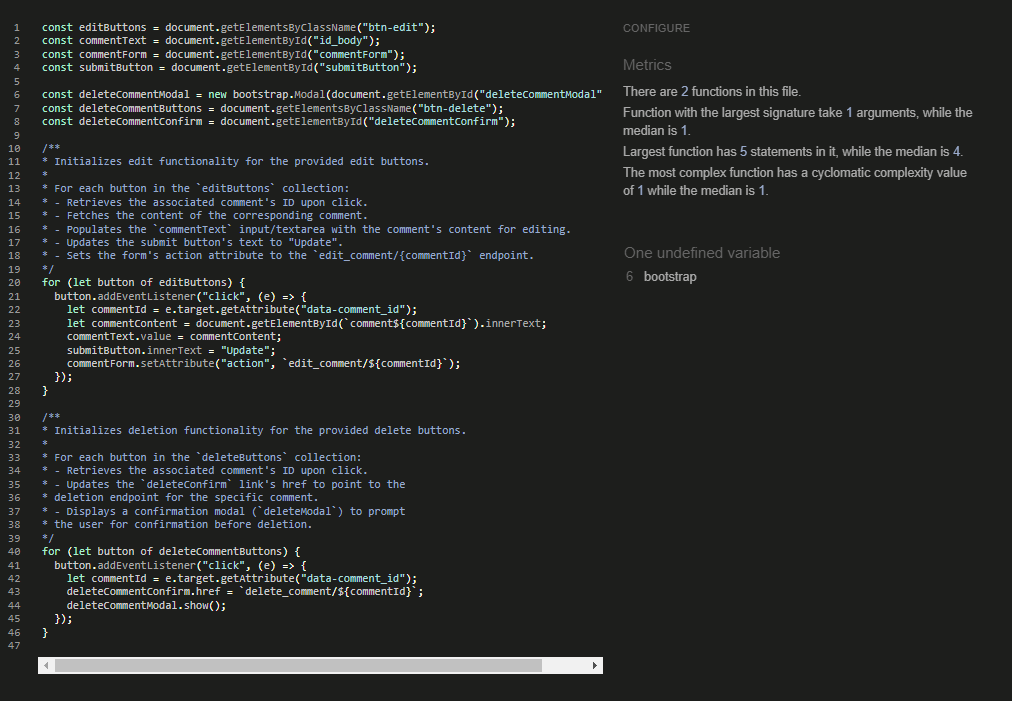 1 const editButtons = document.getElementsByClassName("btn-edit");
2 const commentText = document.getElementById("id_body");
3 const commentForm = document.getElementById("commentForm");
4 const submitButton = document.getElementById("submitButton");
5
6 const deleteCommentModal = new bootstrap.Modal(document.getElementById("deleteCommentModal"
7 const deleteCommentButtons = document.getElementsByClassName("btn-delete");
8 const deleteCommentConfirm = document.getElementById("deleteCommentConfirm");
9
10 /**
11 * Initializes edit functionality for the provided edit buttons.
12 *
13 * For each button in the `editButtons` collection:
14 * - Retrieves the associated comment's ID upon click.
15 * - Fetches the content of the corresponding comment.
16 * - Populates the `commentText` input/textarea with the comment's content for editing.
17 * - Updates the submit button's text to "Update".
18 * - Sets the form's action attribute to the `edit_comment/{commentId}` endpoint.
19 */
20 for (let button of editButtons) {
21 button.addEventListener("click", (e) => {
22 let commentId = e.target.getAttribute("data-comment_id");
23 let commentContent = document.getElementById(`comment${commentId}`).innerText;
24 commentText.value = commentContent;
25 submitButton.innerText = "Update";
26 commentForm.setAttribute("action", `edit_comment/${commentId}`);
27 });
28 }
29
30 /**
31 * Initializes deletion functionality for the provided delete buttons.
32 *
33 * For each button in the `deleteButtons` collection:
34 * - Retrieves the associated comment's ID upon click.
35 * - Updates the `deleteConfirm` link's href to point to the
36 * deletion endpoint for the specific comment.
37 * - Displays a confirmation modal (`deleteModal`) to prompt
38 * the user for confirmation before deletion.
39 */
40 for (let button of deleteCommentButtons) {
41 button.addEventListener("click", (e) => {
42 let commentId = e.target.getAttribute("data-comment_id");
43 deleteCommentConfirm.href = `delete_comment/${commentId}`;
44 deleteCommentModal.show();
45 });
46 }
47
CONFIGURE
Metrics
There are 2 functions in this file.
Function with the largest signature take 1 arguments, while the
median is 1.
Largest function has 5 statements in it, while the median is 4.
The most complex function has a cyclomatic complexity value
of 1 while the median is 1.
One undefined variable
6 bootstrap